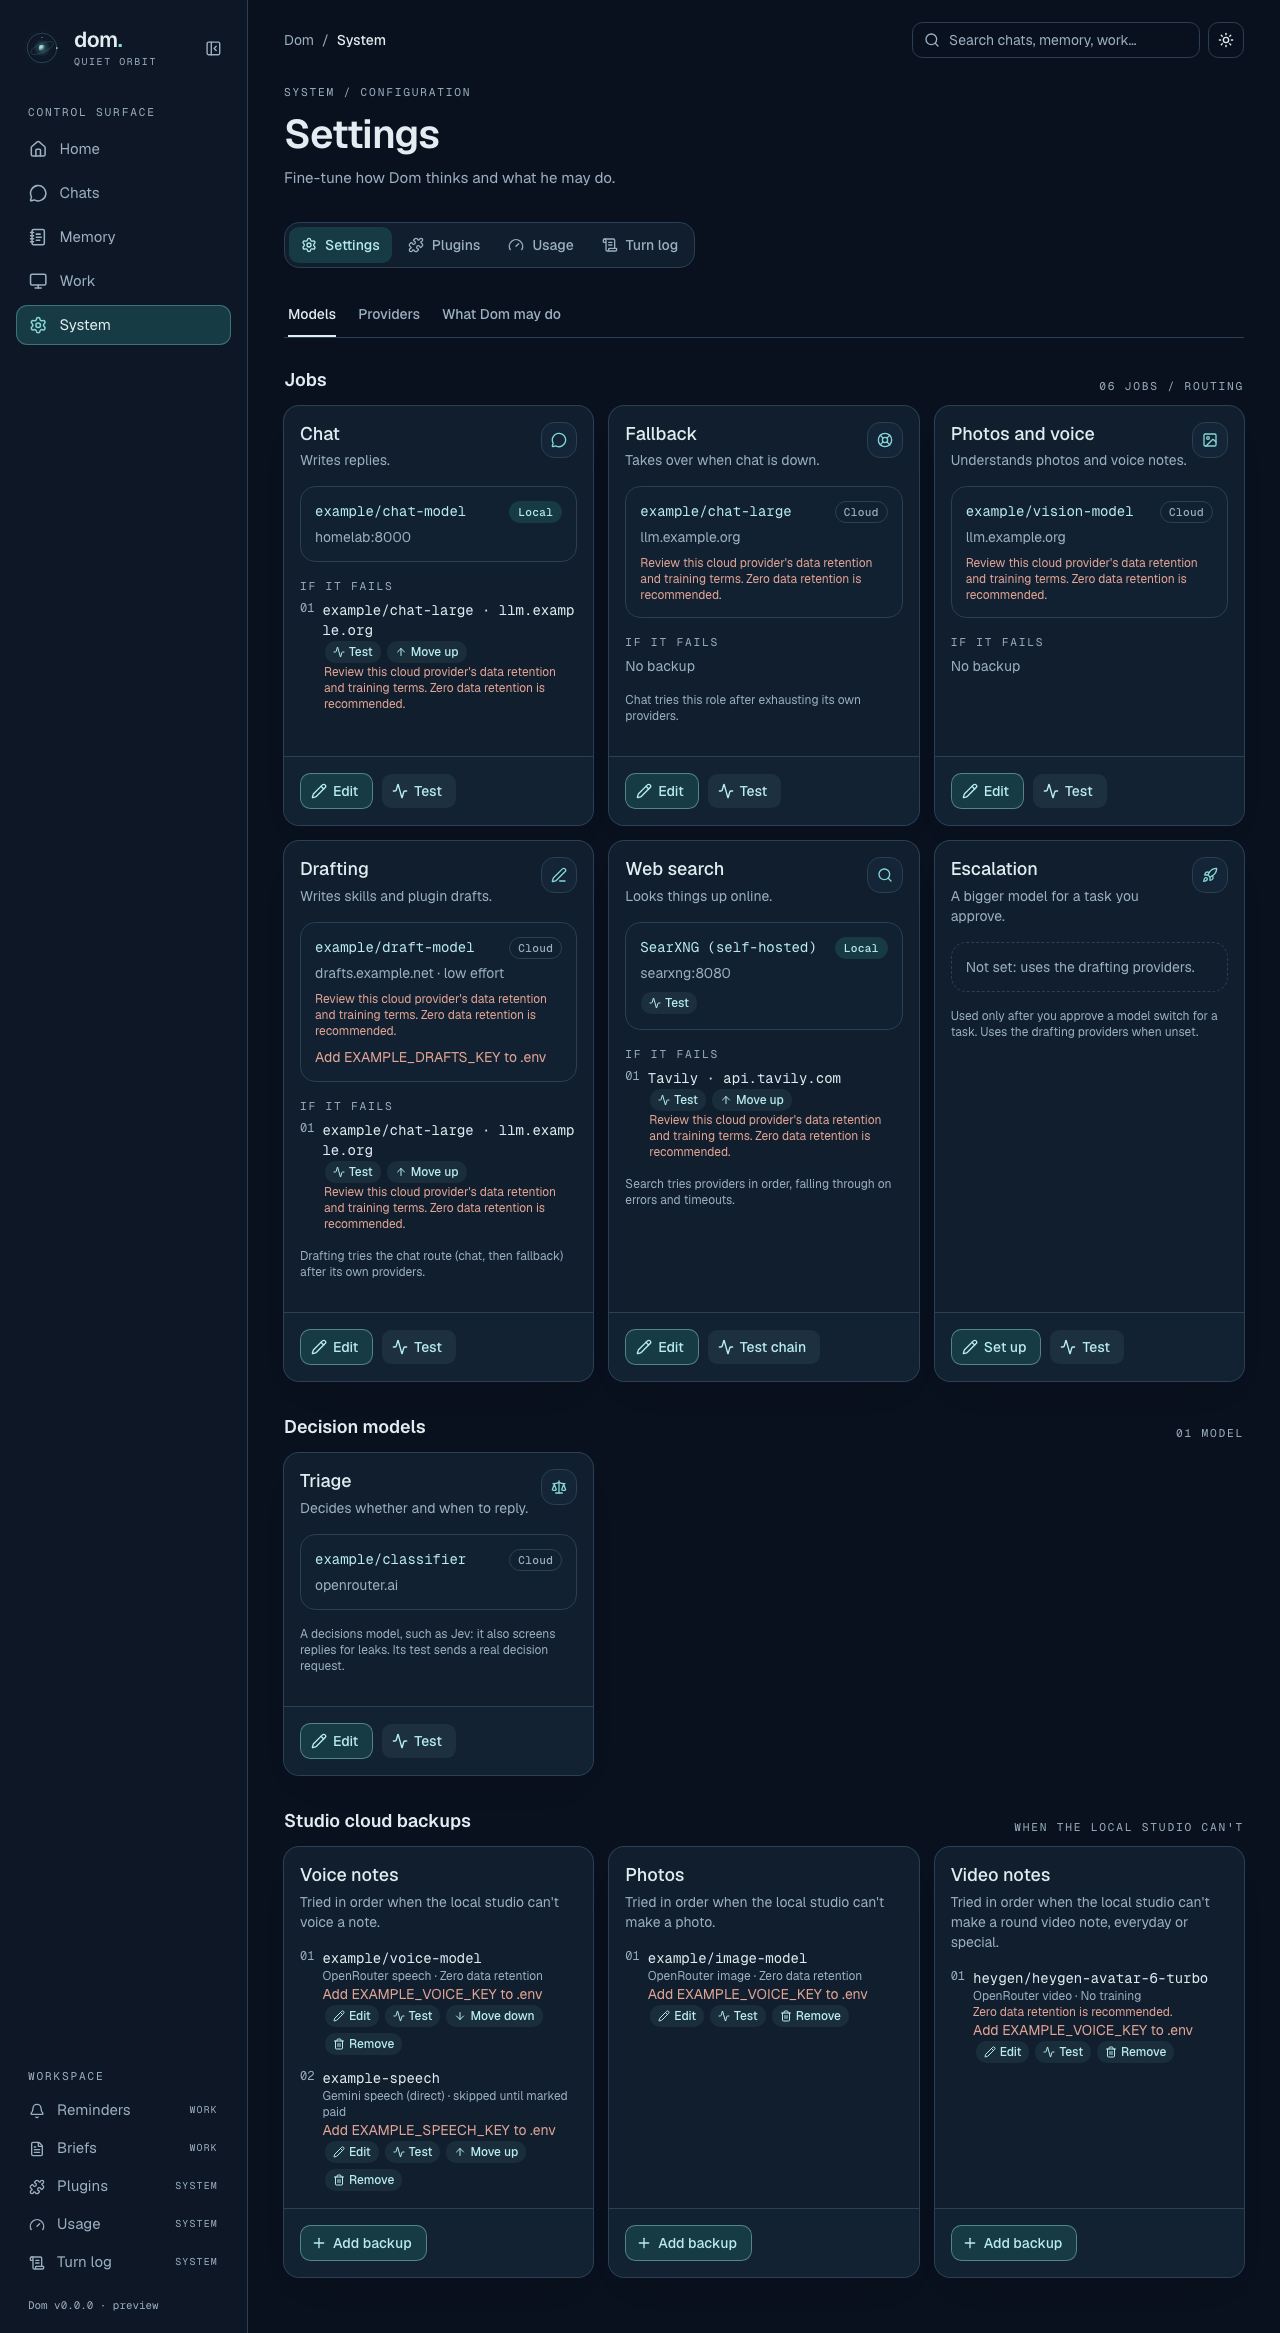 dom.
QUIET ORBIT
CONTROL SURFACE
Home
Chats
Memory
Work
System
Dom / System
Search chats, memory, work...
SYSTEM / CONFIGURATION
Settings
Fine-tune how Dom thinks and what he may do.
Settings
Plugins
Usage
Turn log
Models
Providers
What Dom may do
Jobs
06 JOBS / ROUTING
Chat
Writes replies.
example/chat-model
Local
homelab:8000
IF IT FAILS
01 example/chat-large · llm.examp
le.org
Test
Move up
Review this cloud provider's data retention
and training terms. Zero data retention is
recommended.
Edit
Test
Fallback
Takes over when chat is down.
example/chat-large
Cloud
llm.example.org
Review this cloud provider's data retention
and training terms. Zero data retention is
recommended.
IF IT FAILS
No backup
Chat tries this role after exhausting its own
providers.
Edit
Test
Photos and voice
Understands photos and voice notes.
example/vision-model
Cloud
llm.example.org
Review this cloud provider's data retention
and training terms. Zero data retention is
recommended.
IF IT FAILS
No backup
Edit
Test
Drafting
Writes skills and plugin drafts.
example/draft-model
Cloud
drafts.example.net · low effort
Review this cloud provider's data retention
and training terms. Zero data retention is
recommended.
Add EXAMPLE_DRAFTS_KEY to .env
IF IT FAILS
01 example/chat-large · llm.examp
le.org
Test
Move up
Review this cloud provider's data retention
and training terms. Zero data retention is
recommended.
Drafting tries the chat route (chat, then fallback)
after its own providers.
Edit
Test
Web search
Looks things up online.
SearXNG (self-hosted)
Local
searxng:8080
Test
IF IT FAILS
01 Tavily · api.tavily.com
Test
Move up
Review this cloud provider's data retention
and training terms. Zero data retention is
recommended.
Search tries providers in order, falling through on
errors and timeouts.
Edit
Test chain
Escalation
A bigger model for a task you
approve.
Not set: uses the drafting providers.
Used only after you approve a model switch for a
task. Uses the drafting providers when unset.
Set up
Test
Decision models
01 MODEL
Triage
Decides whether and when to reply.
example/classifier
Cloud
openrouter.ai
A decisions model, such as Jev: it also screens
replies for leaks. Its test sends a real decision
request.
Edit
Test
Studio cloud backups
WHEN THE LOCAL STUDIO CAN'T
Voice notes
Tried in order when the local studio can't
voice a note.
01 example/voice-model
OpenRouter speech · Zero data retention
Add EXAMPLE_VOICE_KEY to .env
Edit
Test
Move down
Remove
02 example-speech
Gemini speech (direct) · skipped until marked
paid
Add EXAMPLE_SPEECH_KEY to .env
Edit
Test
Move up
Remove
Add backup
Photos
Tried in order when the local studio can't
make a photo.
01 example/image-model
OpenRouter image · Zero data retention
Add EXAMPLE_VOICE_KEY to .env
Edit
Test
Remove
Add backup
Video notes
Tried in order when the local studio can't
make a round video note, everyday or
special.
01 heygen/heygen-avatar-6-turbo
OpenRouter video · No training
Zero data retention is recommended.
Add EXAMPLE_VOICE_KEY to .env
Edit
Test
Remove
Add backup
WORKSPACE
Reminders WORK
Briefs WORK
Plugins SYSTEM
Usage SYSTEM
Turn log SYSTEM
Dom v0.0.0 · preview